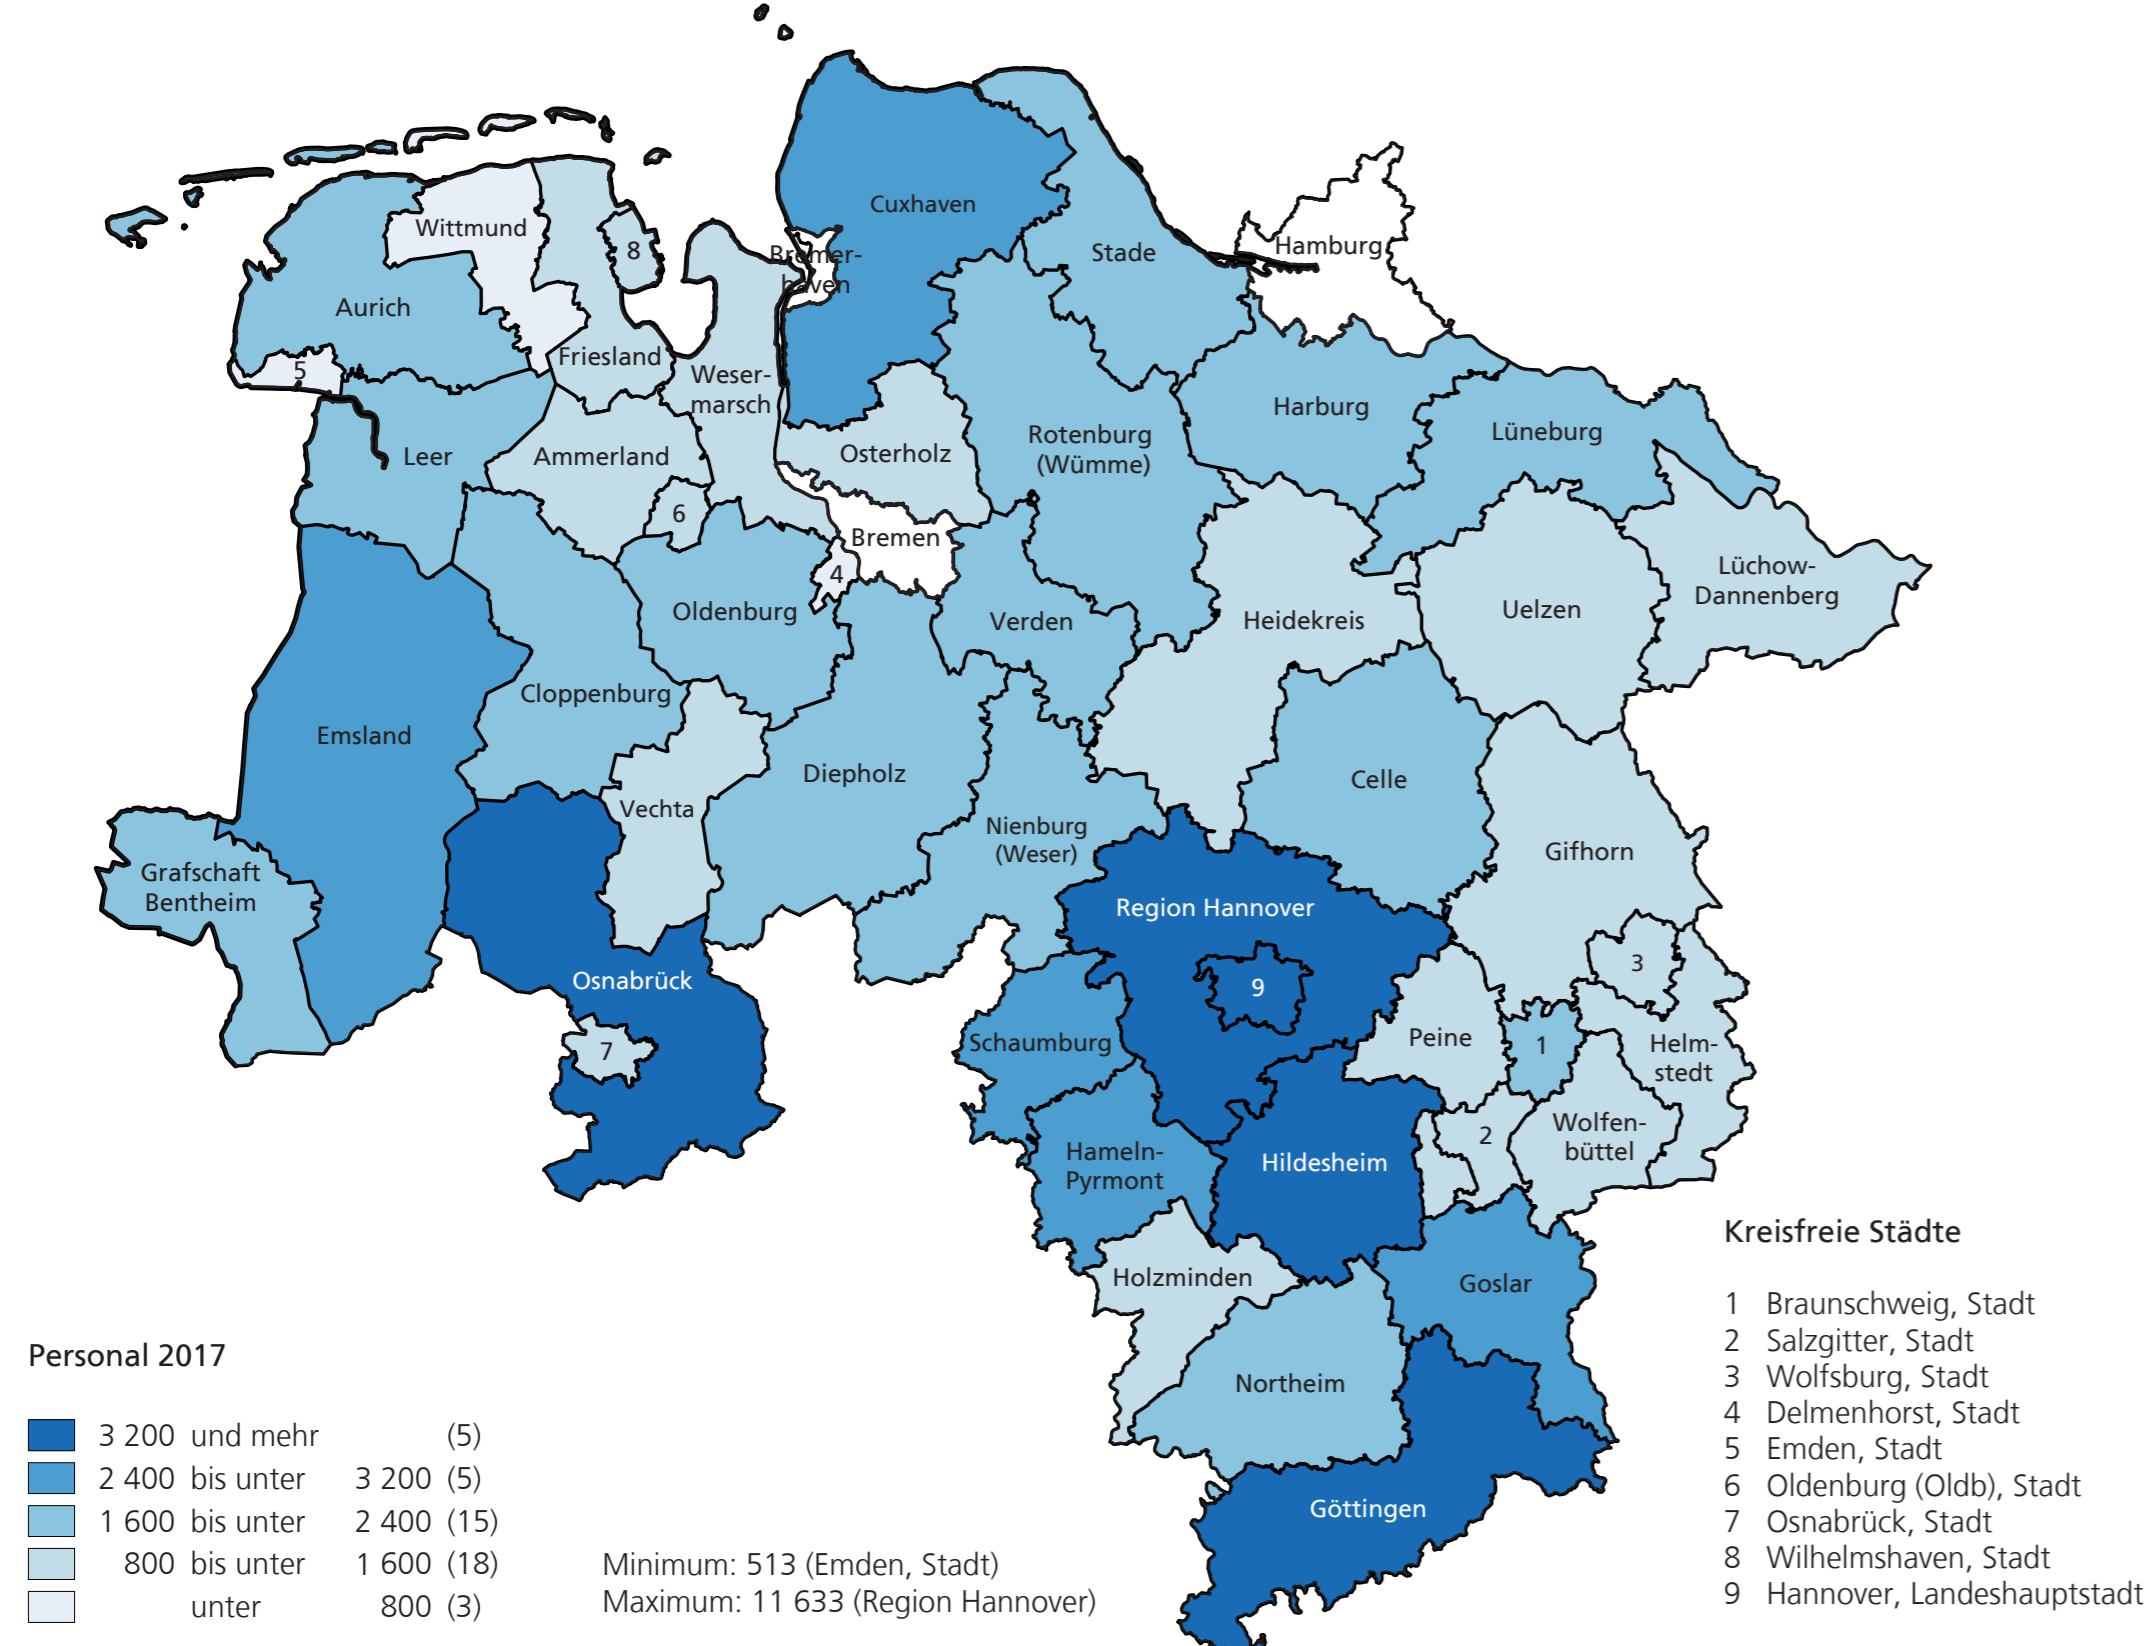 Wittmund
8
Cuxhaven
Bremer-
haven
Stade
Hamburg
Aurich
5
Friesland
Weser-
marsch
Harburg
Lüneburg
Leer
Ammerland
Osterholz
Rotenburg
(Wümme)
6
Bremen
4
Oldenburg
Verden
Heidekreis
Uelzen
Lüchow-
Dannenberg
Cloppenburg
Emsland
Vechta
Diepholz
Celle
Nienburg
(Weser)
Gifhorn
Grafschaft
Bentheim
Region Hannover
Osnabrück
9
3
7
Schaumburg
Peine
1
Helm-
stedt
Hameln-
Pyrmont
Hildesheim
2
Wolfen-
büttel
Holzminden
Goslar
Northeim
Göttingen
Personal 2017
3 200 und mehr (5)
2 400 bis unter 3 200 (5)
1 600 bis unter 2 400 (15)
800 bis unter 1 600 (18)
unter 800 (3)
Minimum: 513 (Emden, Stadt)
Maximum: 11 633 (Region Hannover)
Kreisfreie Städte
1 Braunschweig, Stadt
2 Salzgitter, Stadt
3 Wolfsburg, Stadt
4 Delmenhorst, Stadt
5 Emden, Stadt
6 Oldenburg (Oldb), Stadt
7 Osnabrück, Stadt
8 Wilhelmshaven, Stadt
9 Hannover, Landeshauptstadt